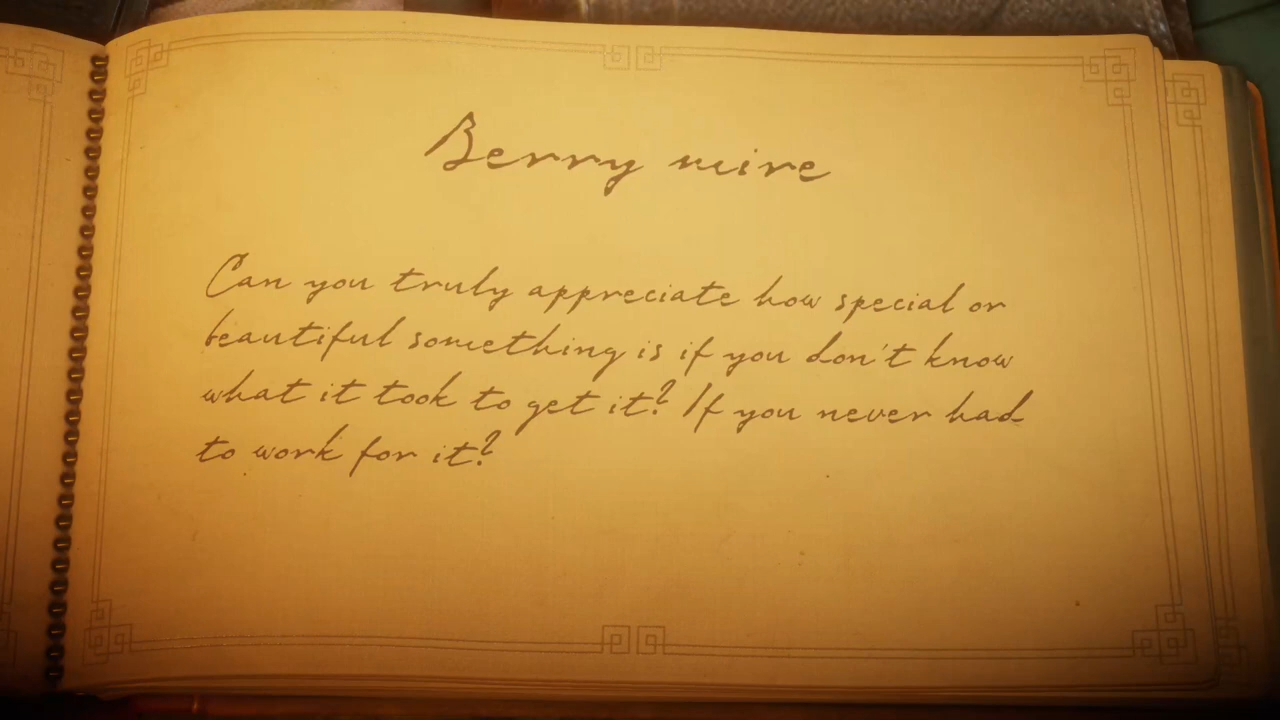 Berry mire
Can you truly appreciate how special or
beautiful something is if you don't know
what it took to get it? If you never had
to work for it?